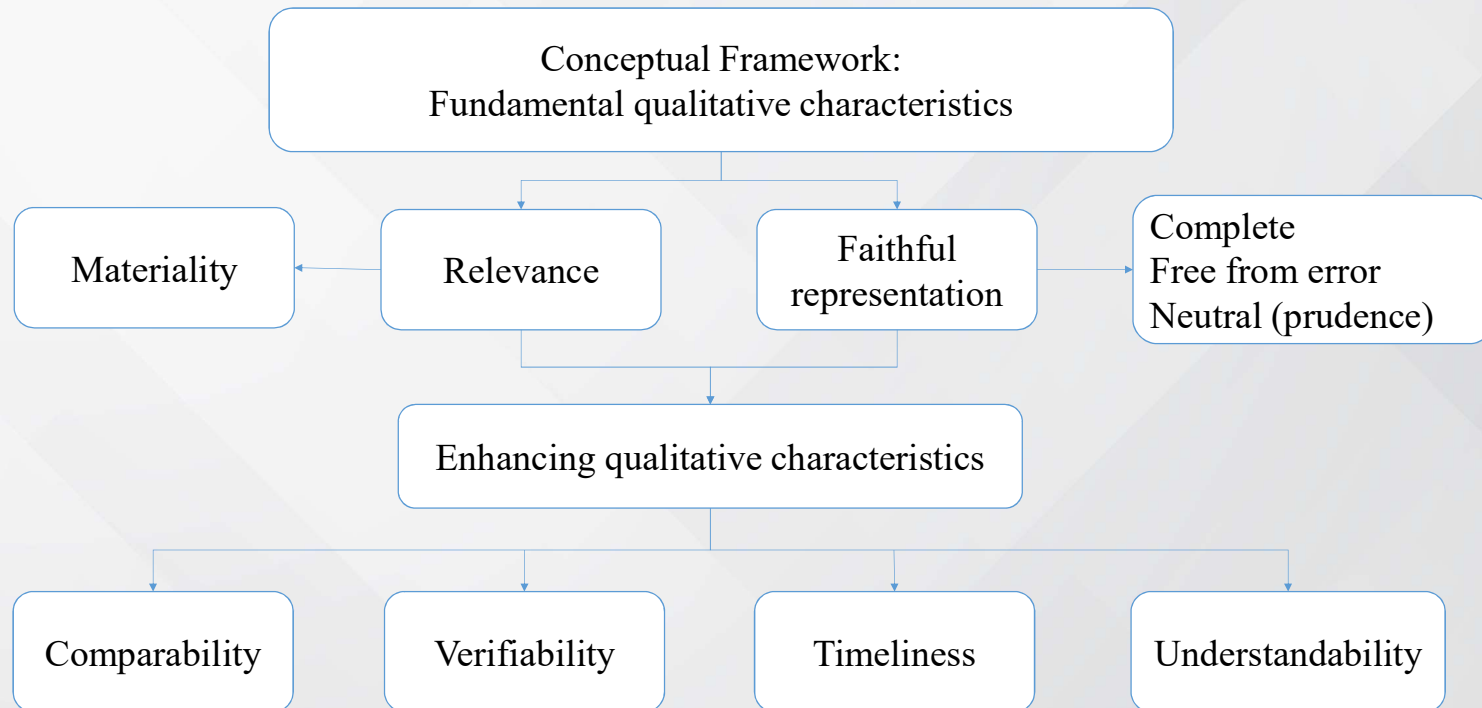 Conceptual Framework:
Fundamental qualitative characteristics
Materiality
Relevance
Faithful
representation
Complete
Free from error
Neutral (prudence)
Enhancing qualitative characteristics
Comparability
Verifiability
Timeliness
Understandability